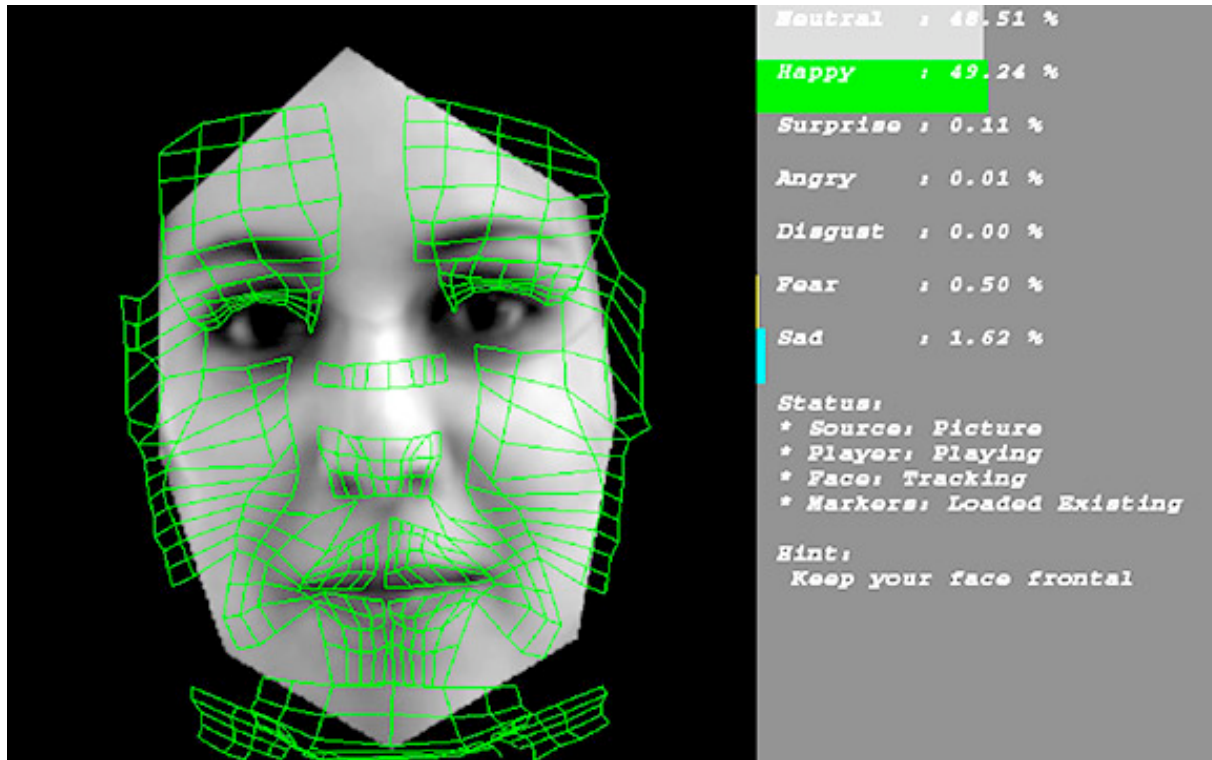 Neutral : 48.51 %
Happy : 49.24 %
Surprise : 0.11 %
Angry : 0.01 %
Disgust : 0.00 %
Fear : 0.50 %
Sad : 1.62 %
Status:
* Source: Picture
* Player: Playing
* Face: Tracking
* Markers: Loaded Existing
Hint:
Keep your face frontal